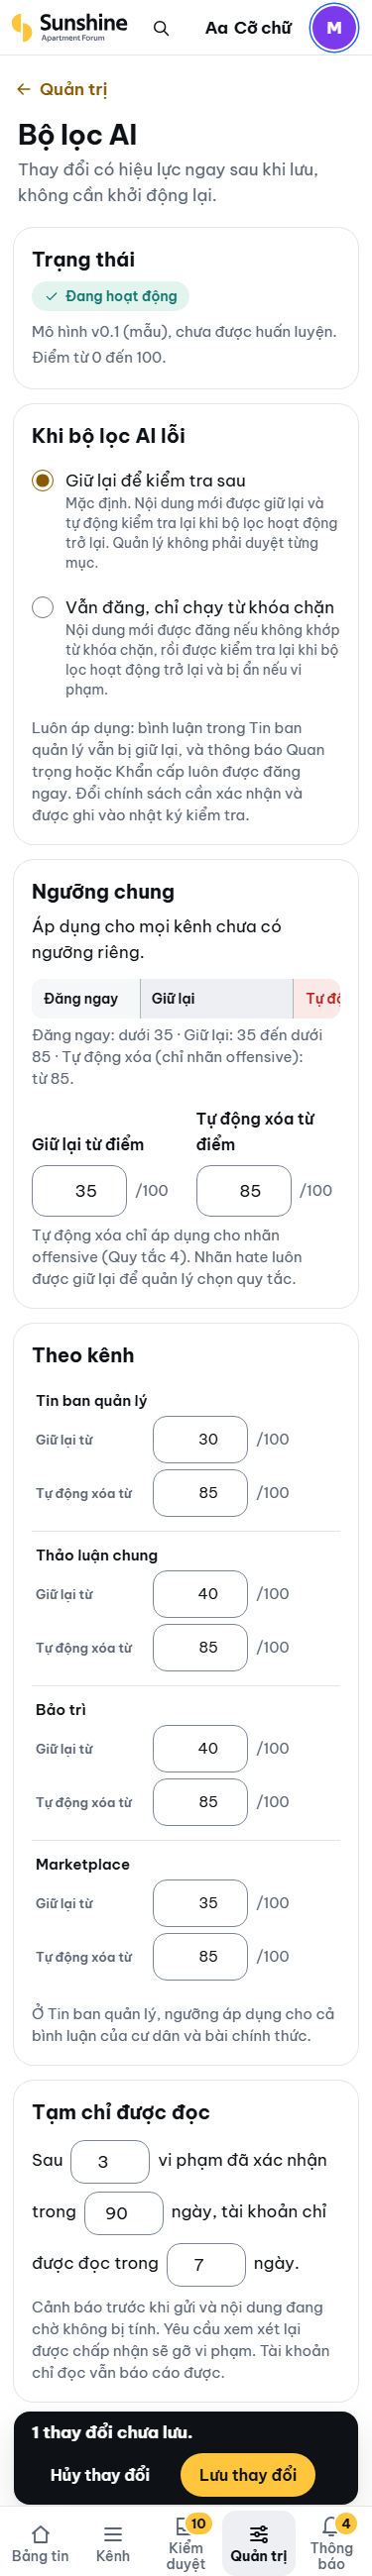 Sunshine
Apartment Forum
Aa Cỡ chữ
M
← Quản trị
Bộ lọc AI
Thay đổi có hiệu lực ngay sau khi lưu,
không cần khởi động lại.
Trạng thái
Đang hoạt động
Mô hình v0.1 (mẫu), chưa được huấn luyện.
Điểm từ 0 đến 100.
Khi bộ lọc AI lỗi
Giữ lại để kiểm tra sau
Mặc định. Nội dung mới được giữ lại và
tự động kiểm tra lại khi bộ lọc hoạt động
trở lại. Quản lý không phải duyệt từng
mục.
Vẫn đăng, chỉ chạy từ khóa chặn
Nội dung mới được đăng nếu không khớp
từ khóa chặn, rồi được kiểm tra lại khi bộ
lọc hoạt động trở lại và bị ẩn nếu vi
phạm.
Luôn áp dụng: bình luận trong Tin ban
quản lý vẫn bị giữ lại, và thông báo Quan
trọng hoặc Khẩn cấp luôn được đăng
ngay. Đổi chính sách cần xác nhận và
được ghi vào nhật ký kiểm tra.
Ngưỡng chung
Áp dụng cho mọi kênh chưa có
ngưỡng riêng.
Đăng ngay Giữ lại Tự độ
Đăng ngay: dưới 35 · Giữ lại: 35 đến dưới
85 · Tự động xóa (chỉ nhãn offensive):
từ 85.
Giữ lại từ điểm
35 /100
Tự động xóa từ
điểm
85 /100
Tự động xóa chỉ áp dụng cho nhãn
offensive (Quy tắc 4). Nhãn hate luôn
được giữ lại để quản lý chọn quy tắc.
Theo kênh
Tin ban quản lý
Giữ lại từ 30 /100
Tự động xóa từ 85 /100
Thảo luận chung
Giữ lại từ 40 /100
Tự động xóa từ 85 /100
Bảo trì
Giữ lại từ 40 /100
Tự động xóa từ 85 /100
Marketplace
Giữ lại từ 35 /100
Tự động xóa từ 85 /100
Ở Tin ban quản lý, ngưỡng áp dụng cho cả
bình luận của cư dân và bài chính thức.
Tạm chỉ được đọc
Sau 3 vi phạm đã xác nhận
trong 90 ngày, tài khoản chỉ
được đọc trong 7 ngày.
Cảnh báo trước khi gửi và nội dung đang
chờ không bị tính. Yêu cầu xem xét lại
được chấp nhận sẽ gỡ vi phạm. Tài khoản
chỉ đọc vẫn báo cáo được.
1 thay đổi chưa lưu.
Hủy thay đổi Lưu thay đổi
Bảng tin
Kênh
10
Kiểm
duyệt
Quản trị
4
Thông
báo